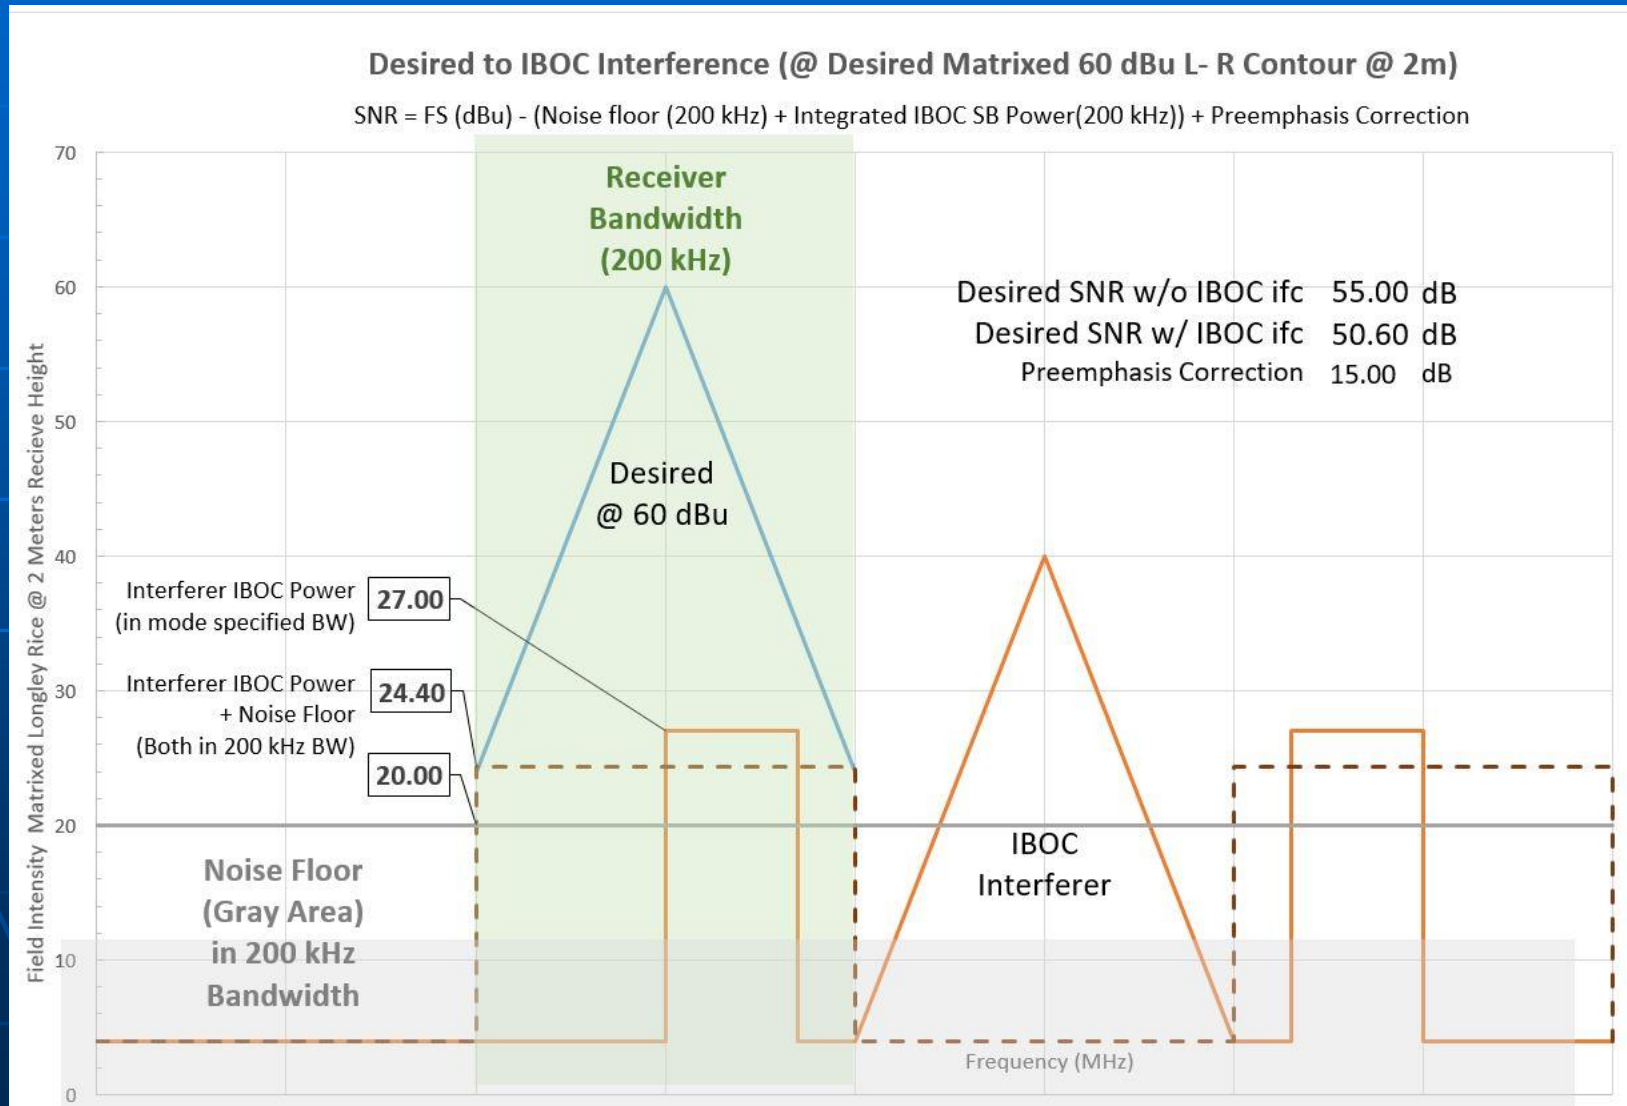 Desired to IBOC Interference (@ Desired Matrixed 60 dBu L- R Contour @ 2m)
SNR = FS (dBu) - (Noise floor (200 kHz) + Integrated IBOC SB Power(200 kHz)) + Preemphasis Correction
70
60
50
40
30
20
10
0
Field Intensity Matrixed Longley Rice @ 2 Meters Recieve Height
Receiver
Bandwidth
(200 kHz)
Desired SNR w/o IBOC ifc 55.00 dB
Desired SNR w/ IBOC ifc 50.60 dB
Preemphasis Correction 15.00 dB
Desired
@ 60 dBu
Interferer IBOC Power
(in mode specified BW)
27.00
Interferer IBOC Power
+ Noise Floor
(Both in 200 kHz BW)
24.40
20.00
IBOC
Interferer
Noise Floor
(Gray Area)
in 200 kHz
Bandwidth
Frequency (MHz)